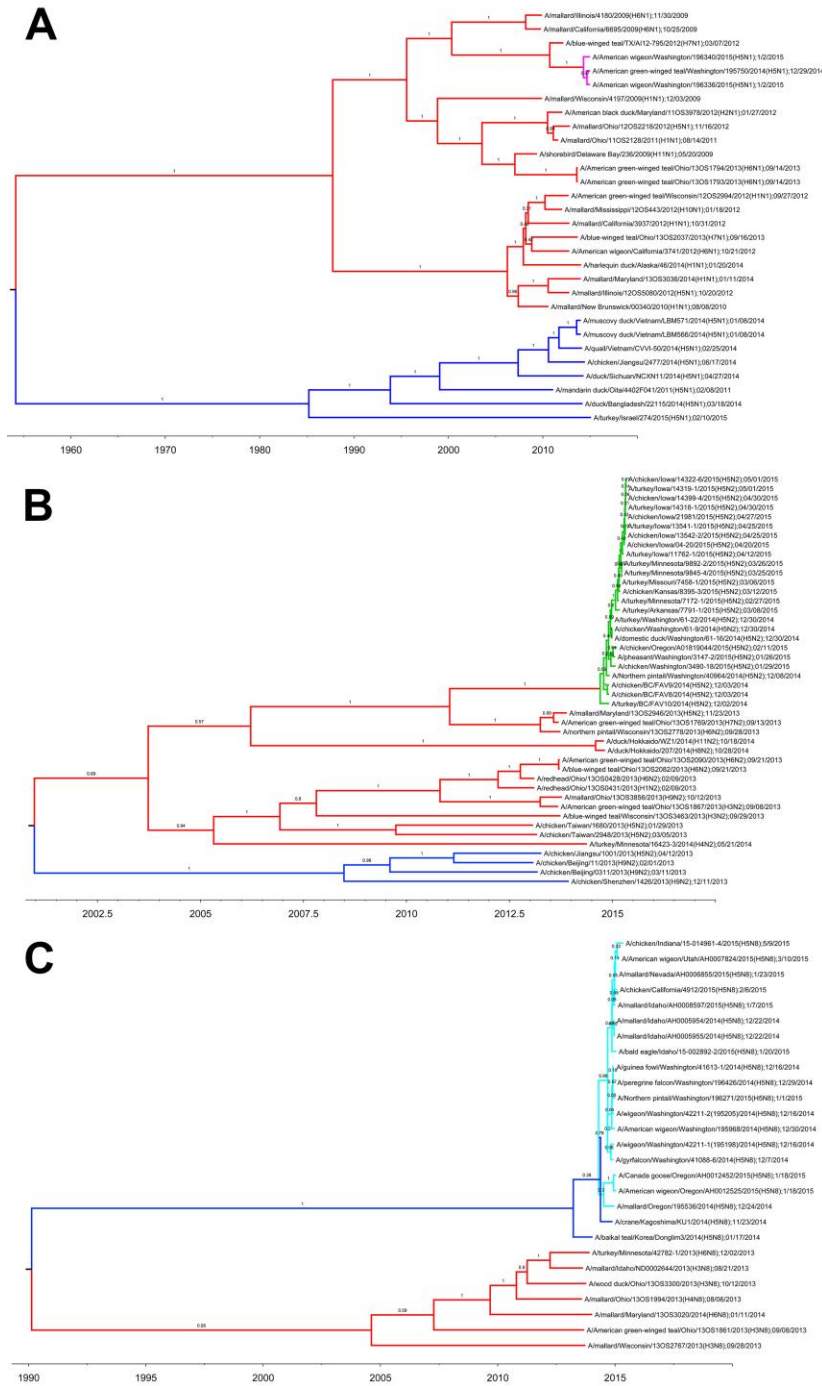 A
A/mallard/Illinois/4180/2009(H6N1);11/30/2009
A/mallard/California/6695/2009(H6N1);10/25/2009
A/blue-winged teal/TX/AI12-795/2012(H7N1);03/07/2012
A/American wigeon/Washington/196340/2015(H5N1);1/2/2015
A/American green-winged teal/Washington/195750/2014(H5N1);12/29/2014
A/American wigeon/Washington/196336/2015(H5N1);1/2/2015
A/mallard/Wisconsin/4197/2009(H1N1);12/03/2009
A/American black duck/Maryland/11OS3978/2012(H2N1);01/27/2012
A/mallard/Ohio/12OS2218/2012(H5N1);11/16/2012
A/mallard/Ohio/11OS2128/2011(H1N1);08/14/2011
A/shorebird/Delaware Bay/236/2009(H11N1);05/20/2009
A/American green-winged teal/Ohio/13OS1794/2013(H6N1);09/14/2013
A/American green-winged teal/Ohio/13OS1793/2013(H6N1);09/14/2013
A/American green-winged teal/Wisconsin/12OS2994/2012(H1N1);09/27/2012
A/mallard/Mississippi/12OS443/2012(H10N1);01/18/2012
A/mallard/California/3937/2012(H1N1);10/31/2012
A/blue-winged teal/Ohio/13OS2037/2013(H7N1);09/16/2013
A/American wigeon/California/3741/2012(H6N1);10/21/2012
A/harlequin duck/Alaska/46/2014(H1N1);01/20/2014
A/mallard/Maryland/13OS3036/2014(H1N1);01/11/2014
A/mallard/Illinois/12OS5080/2012(H5N1);10/20/2012
A/mallard/New Brunswick/00340/2010(H1N1);08/08/2010
A/muscovy duck/Vietnam/LBM571/2014(H5N1);01/08/2014
A/muscovy duck/Vietnam/LBM566/2014(H5N1);01/08/2014
A/quail/Vietnam/CVVI-50/2014(H5N1);02/25/2014
A/chicken/Jiangsu/2477/2014(H5N1);06/17/2014
A/duck/Sichuan/NCXN11/2014(H5N1);04/27/2014
A/mandarin duck/Oita/4402F041/2011(H5N1);02/08/2011
A/duck/Bangladesh/22115/2014(H5N1);03/18/2014
A/turkey/Israel/274/2015(H5N1);02/10/2015
1960 1970 1980 1990 2000 2010
B
A/chicken/Iowa/14322-6/2015(H5N2);05/01/2015
A/turkey/Iowa/14319-1/2015(H5N2);05/01/2015
A/chicken/Iowa/14399-4/2015(H5N2);04/30/2015
A/turkey/Iowa/14318-1/2015(H5N2);04/30/2015
A/chicken/Iowa/21981/2015(H5N2);04/27/2015
A/turkey/Iowa/13541-1/2015(H5N2);04/25/2015
A/chicken/Iowa/13542-2/2015(H5N2);04/25/2015
A/chicken/Iowa/04-20/2015(H5N2);04/20/2015
A/turkey/Iowa/11762-1/2015(H5N2);04/12/2015
A/turkey/Minnesota/9892-2/2015(H5N2);03/26/2015
A/turkey/Minnesota/9845-4/2015(H5N2);03/25/2015
A/turkey/Missouri/7458-1/2015(H5N2);03/06/2015
A/chicken/Kansas/8395-3/2015(H5N2);03/12/2015
A/turkey/Minnesota/7172-1/2015(H5N2);02/27/2015
A/turkey/Arkansas/7791-1/2015(H5N2);03/08/2015
A/turkey/Washington/61-22/2014(H5N2);12/30/2014
A/chicken/Washington/61-9/2014(H5N2);12/30/2014
A/domestic duck/Washington/61-16/2014(H5N2);12/30/2014
A/chicken/Oregon/A01819044/2015(H5N2);02/11/2015
A/pheasant/Washington/3147-2/2015(H5N2);01/26/2015
A/chicken/Washington/3490-18/2015(H5N2);01/29/2015
A/Northern pintail/Washington/40964/2014(H5N2);12/08/2014
A/chicken/BC/FAV9/2014(H5N2);12/03/2014
A/chicken/BC/FAV8/2014(H5N2);12/03/2014
A/turkey/BC/FAV10/2014(H5N2);12/02/2014
A/mallard/Maryland/13OS2946/2013(H5N2);11/23/2013
A/American green-winged teal/Ohio/13OS1769/2013(H7N2);09/13/2013
A/northern pintail/Wisconsin/13OS2778/2013(H6N2);09/28/2013
A/duck/Hokkaido/WZ1/2014(H11N2);10/18/2014
A/duck/Hokkaido/207/2014(H8N2);10/28/2014
A/American green-winged teal/Ohio/13OS2090/2013(H6N2);09/21/2013
A/blue-winged teal/Ohio/13OS2082/2013(H6N2);09/21/2013
A/redhead/Ohio/13OS0428/2013(H6N2);02/09/2013
A/redhead/Ohio/13OS0431/2013(H1N2);02/09/2013
A/mallard/Ohio/13OS3856/2013(H9N2);10/12/2013
A/American green-winged teal/Ohio/13OS1867/2013(H3N2);09/08/2013
A/blue-winged teal/Wisconsin/13OS3463/2013(H3N2);09/29/2013
A/chicken/Taiwan/1680/2013(H5N2);01/29/2013
A/chicken/Taiwan/2948/2013(H5N2);03/05/2013
A/turkey/Minnesota/16423-3/2014(H4N2);05/21/2014
A/chicken/Jiangsu/1001/2013(H5N2);04/12/2013
A/chicken/Beijing/11/2013(H9N2);02/01/2013
A/chicken/Beijing/0311/2013(H9N2);03/11/2013
A/chicken/Shenzhen/1426/2013(H9N2);12/11/2013
2002.5 2005 2007.5 2010 2012.5 2015
C
A/chicken/Indiana/15-014961-4/2015(H5N8);5/9/2015
A/American wigeon/Utah/AH0007824/2015(H5N8);3/10/2015
A/mallard/Nevada/AH0006855/2015(H5N8);1/23/2015
A/chicken/California/4912/2015(H5N8);2/6/2015
A/mallard/Idaho/AH0008597/2015(H5N8);1/7/2015
A/mallard/Idaho/AH0005954/2014(H5N8);12/22/2014
A/mallard/Idaho/AH0005955/2014(H5N8);12/22/2014
A/bald eagle/Idaho/15-002892-2/2015(H5N8);1/20/2015
A/guinea fowl/Washington/41613-1/2014(H5N8);12/16/2014
A/peregrine falcon/Washington/196426/2014(H5N8);12/29/2014
A/Northern pintail/Washington/196271/2015(H5N8);1/1/2015
A/wigeon/Washington/42211-2(195205)/2014(H5N8);12/16/2014
A/American wigeon/Washington/195968/2014(H5N8);12/30/2014
A/wigeon/Washington/42211-1(195198)/2014(H5N8);12/16/2014
A/gyrfalcon/Washington/41088-6/2014(H5N8);12/7/2014
A/Canada goose/Oregon/AH0012452/2015(H5N8);1/18/2015
A/American wigeon/Oregon/AH0012525/2015(H5N8);1/18/2015
A/mallard/Oregon/195536/2014(H5N8);12/24/2014
A/crane/Kagoshima/KU1/2014(H5N8);11/23/2014
A/baikal teal/Korea/Donglim3/2014(H5N8);01/17/2014
A/turkey/Minnesota/42762-1/2013(H6N8);12/02/2013
A/mallard/Idaho/ND0002644/2013(H3N8);08/21/2013
A/wood duck/Ohio/13OS3300/2013(H3N8);10/12/2013
A/mallard/Ohio/13OS1994/2013(H4N8);08/06/2013
A/mallard/Maryland/13OS3020/2014(H6N8);01/11/2014
A/American green-winged teal/Ohio/13OS1861/2013(H3N8);09/08/2013
A/mallard/Wisconsin/13OS2787/2013(H3N8);09/28/2013
1990 1995 2000 2005 2010 2015